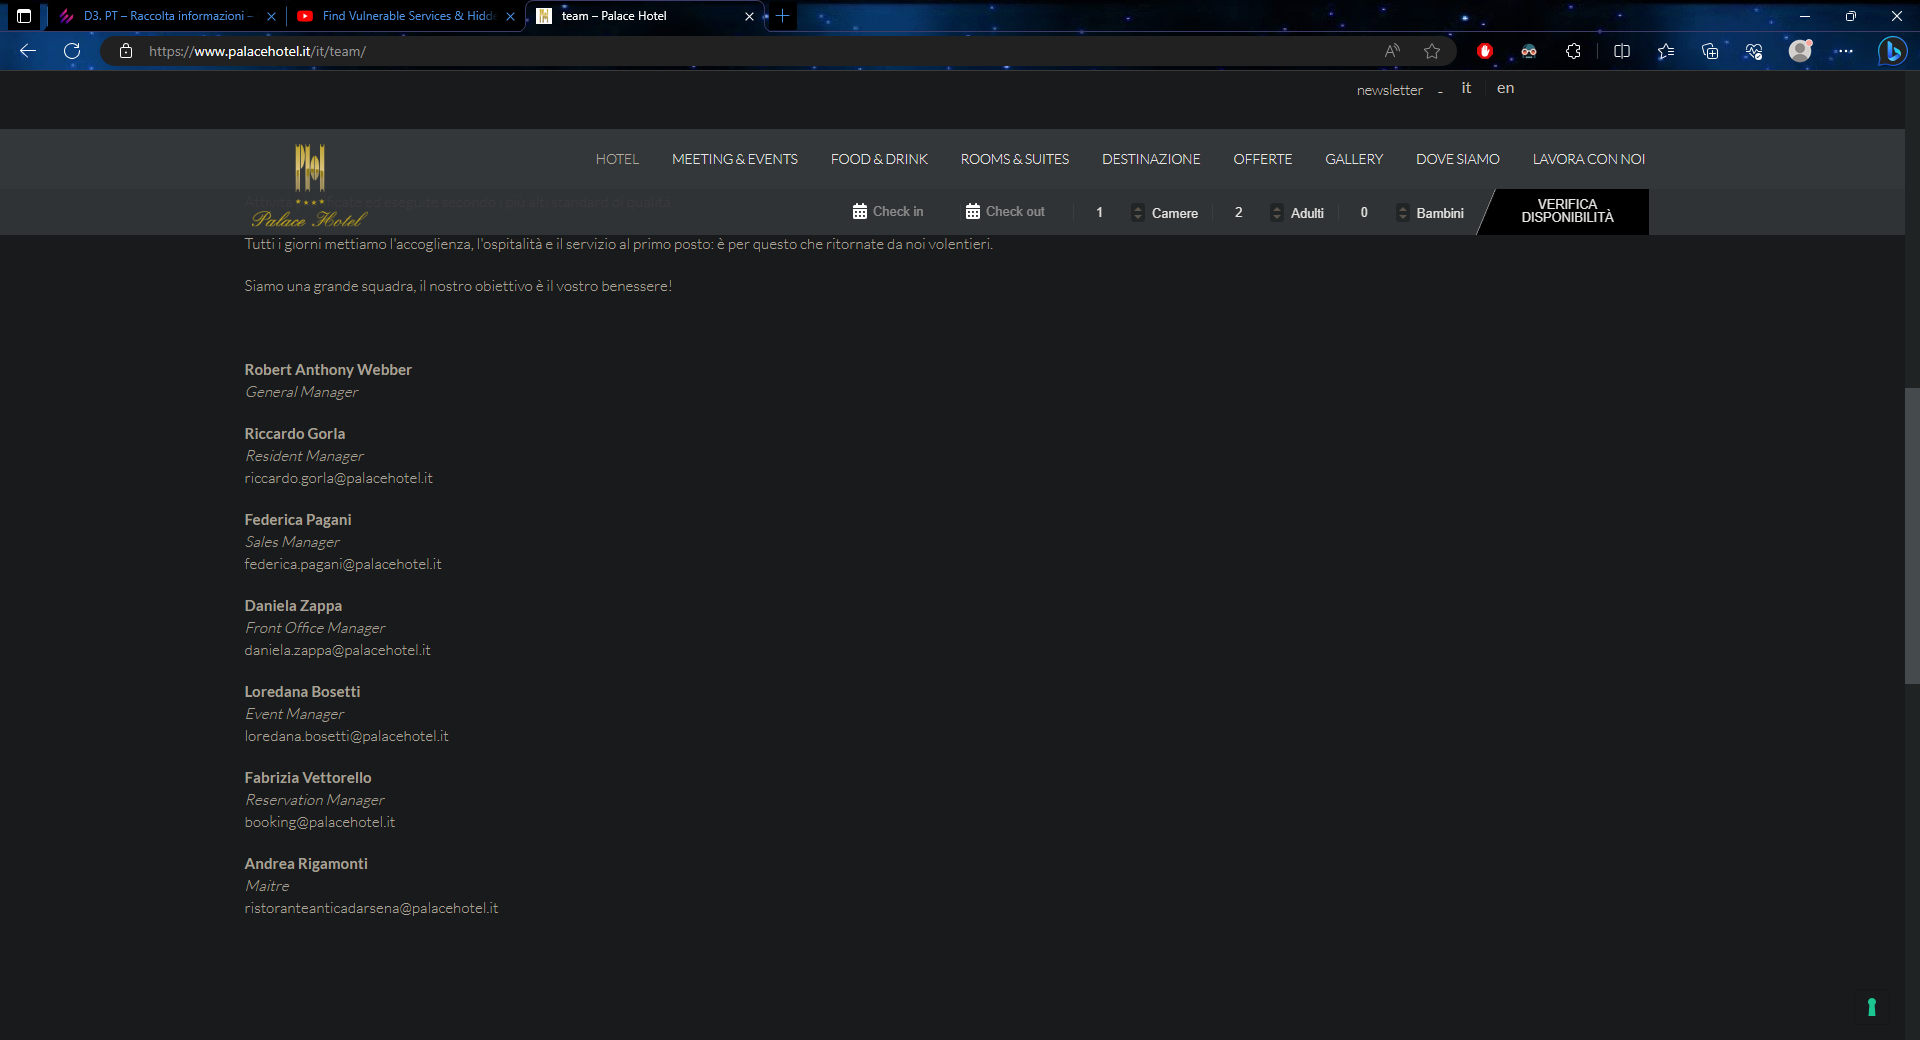 D3. PT – Raccolta informazioni –
Find Vulnerable Services & Hidd
team – Palace Hotel
https://www.palacehotel.it/it/team/
newsletter - it en
HOTEL MEETING & EVENTS FOOD & DRINK ROOMS & SUITES DESTINAZIONE OFFERTE GALLERY DOVE SIAMO LAVORA CON NOI
Palace Hotel
Check in Check out 1 Camere 2 Adulti 0 Bambini
VERIFICA
DISPONIBILITÀ
ed eseguite secondo i più alti standard di qualità.
Tutti i giorni mettiamo l'accoglienza, l'ospitalità e il servizio al primo posto: è per questo che ritornate da noi volentieri.
Siamo una grande squadra, il nostro obiettivo è il vostro benessere!
Robert Anthony Webber
General Manager
Riccardo Gorla
Resident Manager
riccardo.gorla@palacehotel.it
Federica Pagani
Sales Manager
federica.pagani@palacehotel.it
Daniela Zappa
Front Office Manager
daniela.zappa@palacehotel.it
Loredana Bosetti
Event Manager
loredana.bosetti@palacehotel.it
Fabrizia Vettorello
Reservation Manager
booking@palacehotel.it
Andrea Rigamonti
Maitre
ristoranteanticadarsena@palacehotel.it